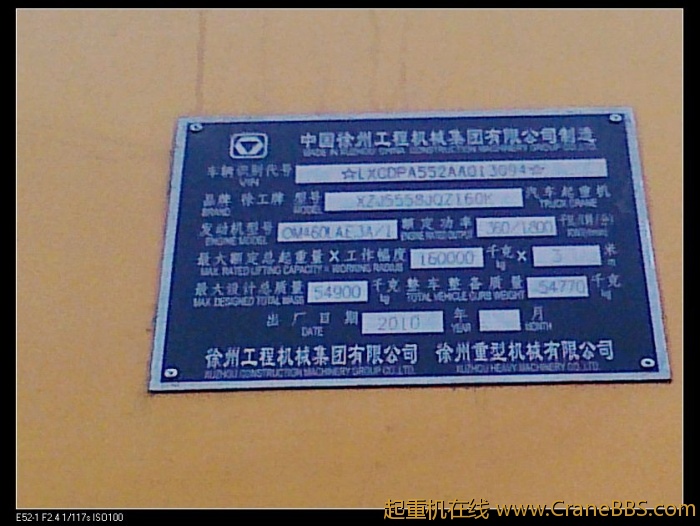 中国徐州工程机械集团有限公司制造
MADE IN XUZHOU CHINA CONSTRUCTION MACHINERY GROUP CO.,LTD.
车辆识别代号 ☆LXGDPA552AA013094☆
VIN
品牌 徐工牌 型号 XZJ5558JQZ160K 汽车起重机
BRAND MODEL TRUCK CRANE
发动机型号 OM460LAE3A/1 额定功率 360/1800 千瓦(转/分)
ENGINE MODEL ENGINE RATED OUTPUT KW(r/min)
最大额定总起重量×工作幅度 160000 千克 × 3 米
MAX. RATED LIFTING CAPACITY × WORKING RADIUS kg m
最大设计总质量 54900 千克 整车整备质量 54770 千克
MAX DESIGNED TOTAL MASS kg TOTAL VEHICLE CURB WEIGHT kg
出厂日期 2010 年 月
DATE YEAR MONTH
徐州工程机械集团有限公司 徐州重型机械有限公司
XUZHOU CONSTRUCTION MACHINERY GROUP CO.,LTD. XUZHOU HEAVY MACHINERY CO.,LTD.
E52-1 F2.4 1/117s ISO100
起重机在线 www.CraneBBS.com